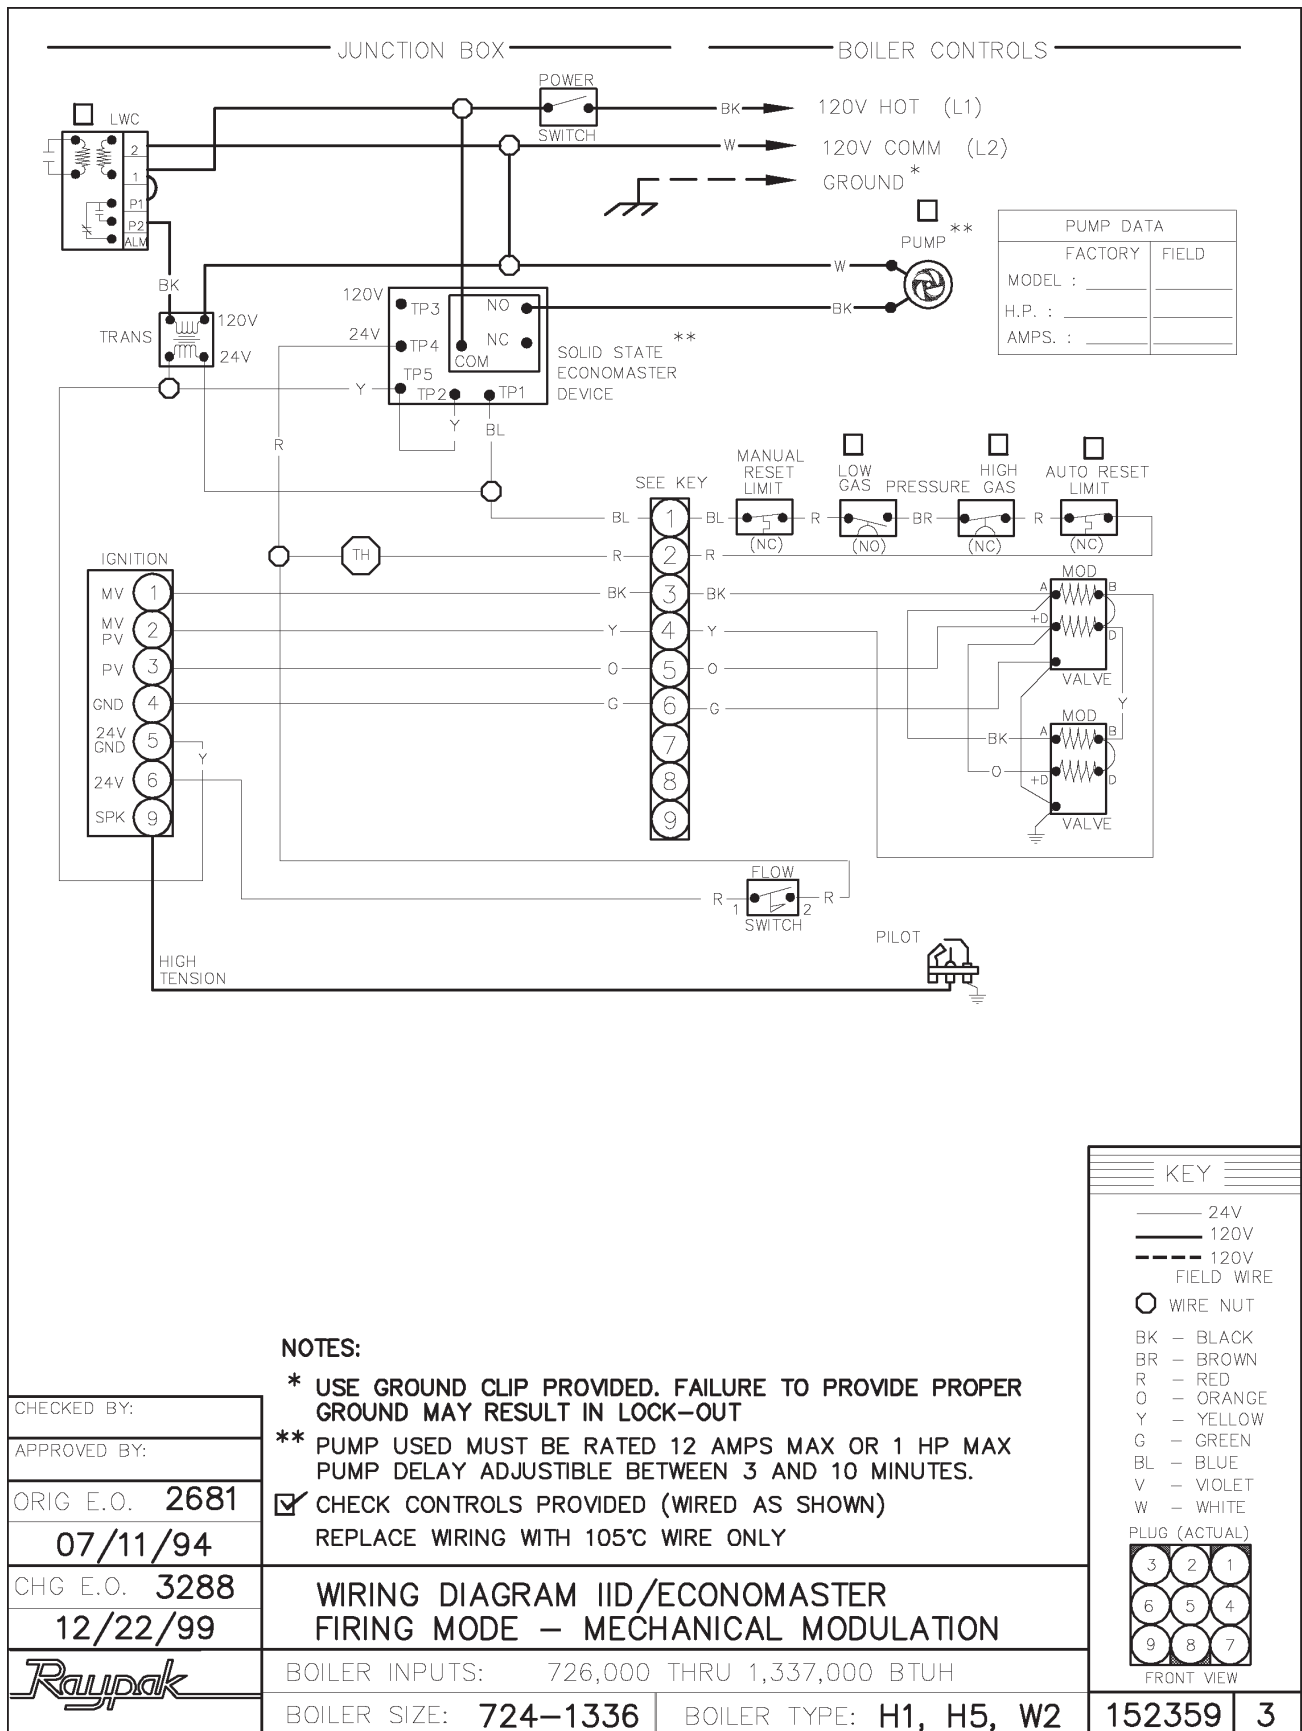 JUNCTION BOX
BOILER CONTROLS
POWER
SWITCH
BK
120V HOT (L1)
W
120V COMM (L2)
GROUND *
LWC
2
1
P1
P2
ALM
BK
TRANS
120V
24V
PUMP **
W
BK
PUMP DATA
FACTORY FIELD
MODEL :
H.P. :
AMPS. :
120V TP3
24V TP4
TP5
TP2 TP1
NO
NC
COM
SOLID STATE **
ECONOMASTER
DEVICE
Y
Y
BL
R
SEE KEY
MANUAL
RESET
LIMIT
(NC)
LOW
GAS
PRESSURE
(NO)
HIGH
GAS
(NC)
AUTO RESET
LIMIT
(NC)
BL 1 BL R BR R
TH
R 2 R
BK 3 BK
Y 4 Y
O 5 O
G 6 G
7
8
9
IGNITION
MV 1
MV
PV 2
PV 3
GND 4
24V
GND 5
24V 6
SPK 9
Y
MOD
A B
+D D
VALVE
Y
MOD
BK A B
O +D D
VALVE
FLOW
R 1 2 R
SWITCH
PILOT
HIGH
TENSION
KEY
24V
120V
120V
FIELD WIRE
WIRE NUT
BK – BLACK
BR – BROWN
R – RED
O – ORANGE
Y – YELLOW
G – GREEN
BL – BLUE
V – VIOLET
W – WHITE
PLUG (ACTUAL)
3 2 1
6 5 4
9 8 7
FRONT VIEW
NOTES:
* USE GROUND CLIP PROVIDED. FAILURE TO PROVIDE PROPER
GROUND MAY RESULT IN LOCK–OUT
** PUMP USED MUST BE RATED 12 AMPS MAX OR 1 HP MAX
PUMP DELAY ADJUSTIBLE BETWEEN 3 AND 10 MINUTES.
CHECK CONTROLS PROVIDED (WIRED AS SHOWN)
REPLACE WIRING WITH 105°C WIRE ONLY
CHECKED BY:
APPROVED BY:
ORIG E.O. 2681
07/11/94
CHG E.O. 3288
12/22/99
Raypak
WIRING DIAGRAM IID/ECONOMASTER
FIRING MODE – MECHANICAL MODULATION
BOILER INPUTS: 726,000 THRU 1,337,000 BTUH
BOILER SIZE: 724–1336
BOILER TYPE: H1, H5, W2
152359 3